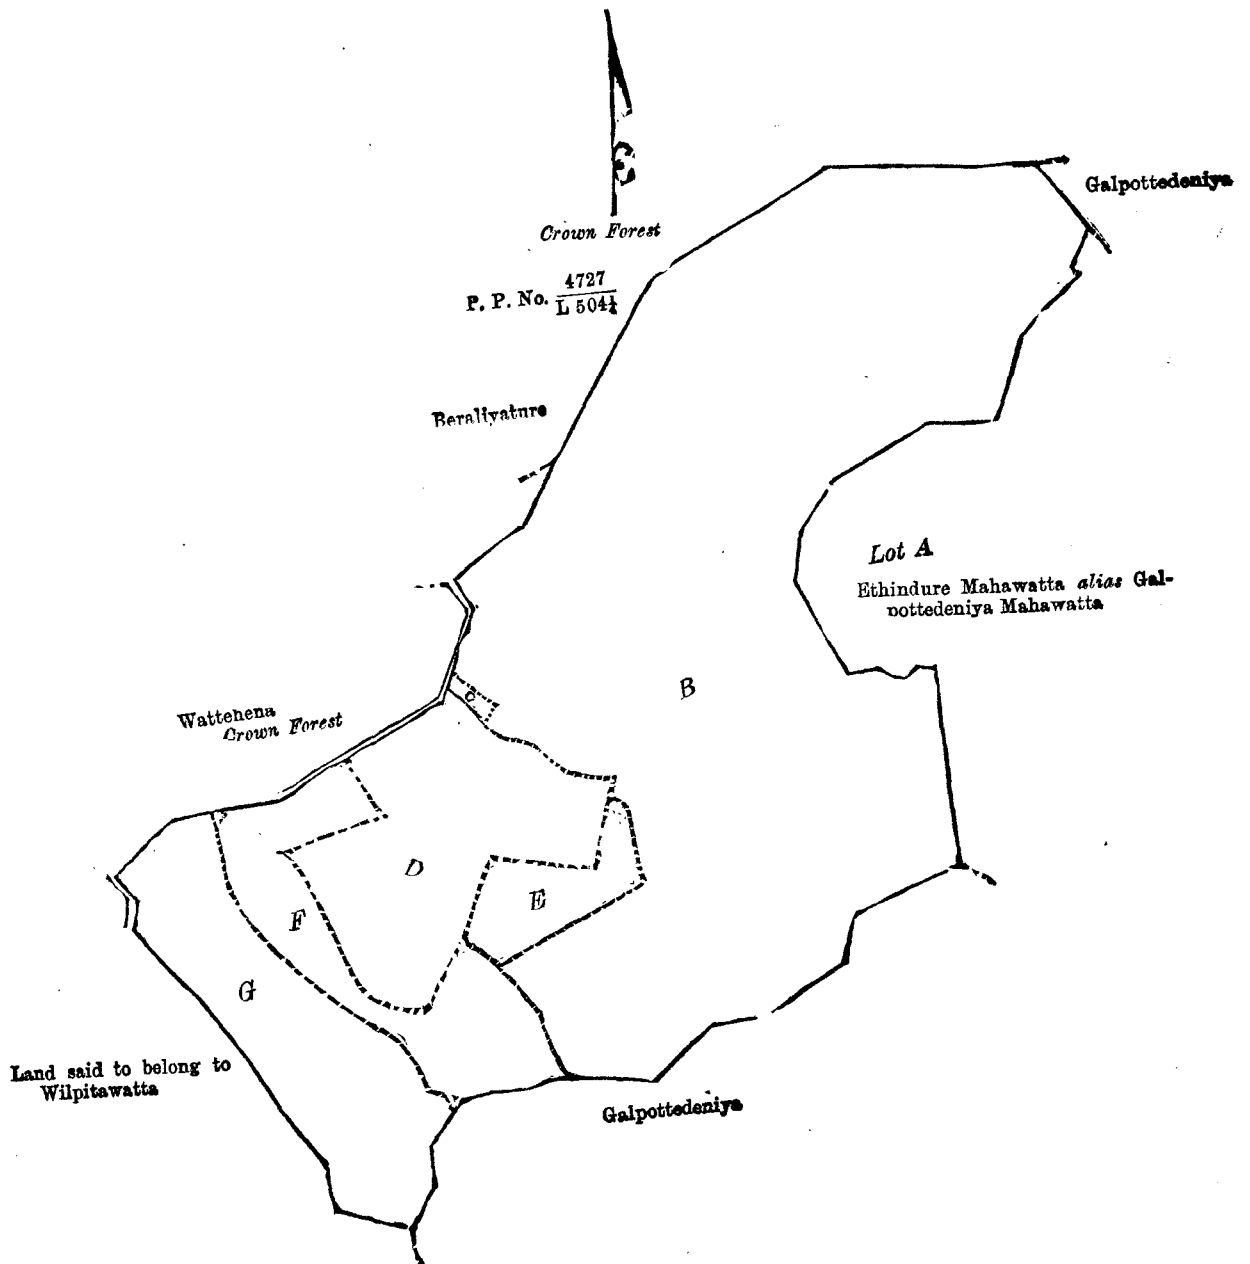 Galpottedeniya
Crown Forest
P. P. No. 4727
L 504¼
Beraliyature
Lot A
Ethindure Mahawatta alias Gal-
pottedeniya Mahawatta
B
C
Wattehena
Crown Forest
D
E
F
G
Land said to belong to
Wilpitawatta
Galpottedeniya